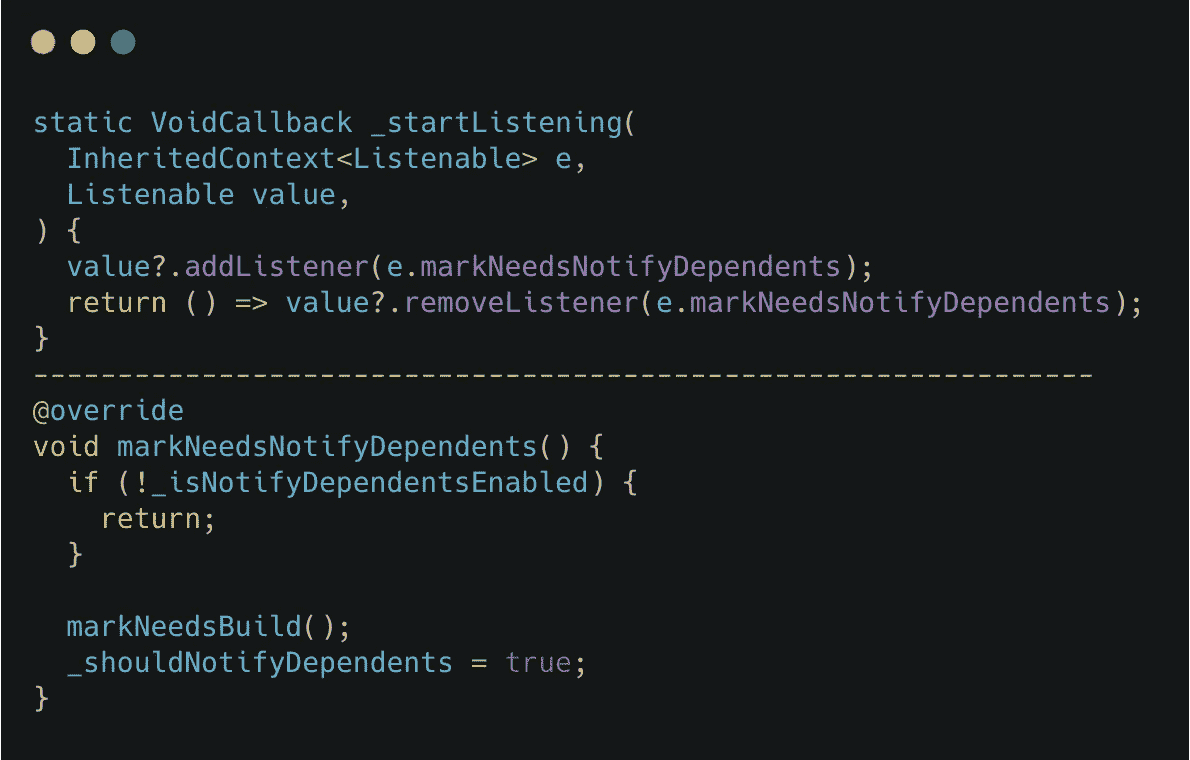 static VoidCallback _startListening(
  InheritedContext<Listenable> e,
  Listenable value,
) {
  value?.addListener(e.markNeedsNotifyDependents);
  return () => value?.removeListener(e.markNeedsNotifyDependents);
}
---------------------------------------------------------------
@override
void markNeedsNotifyDependents() {
  if (!_isNotifyDependentsEnabled) {
    return;
  }

  markNeedsBuild();
  _shouldNotifyDependents = true;
}